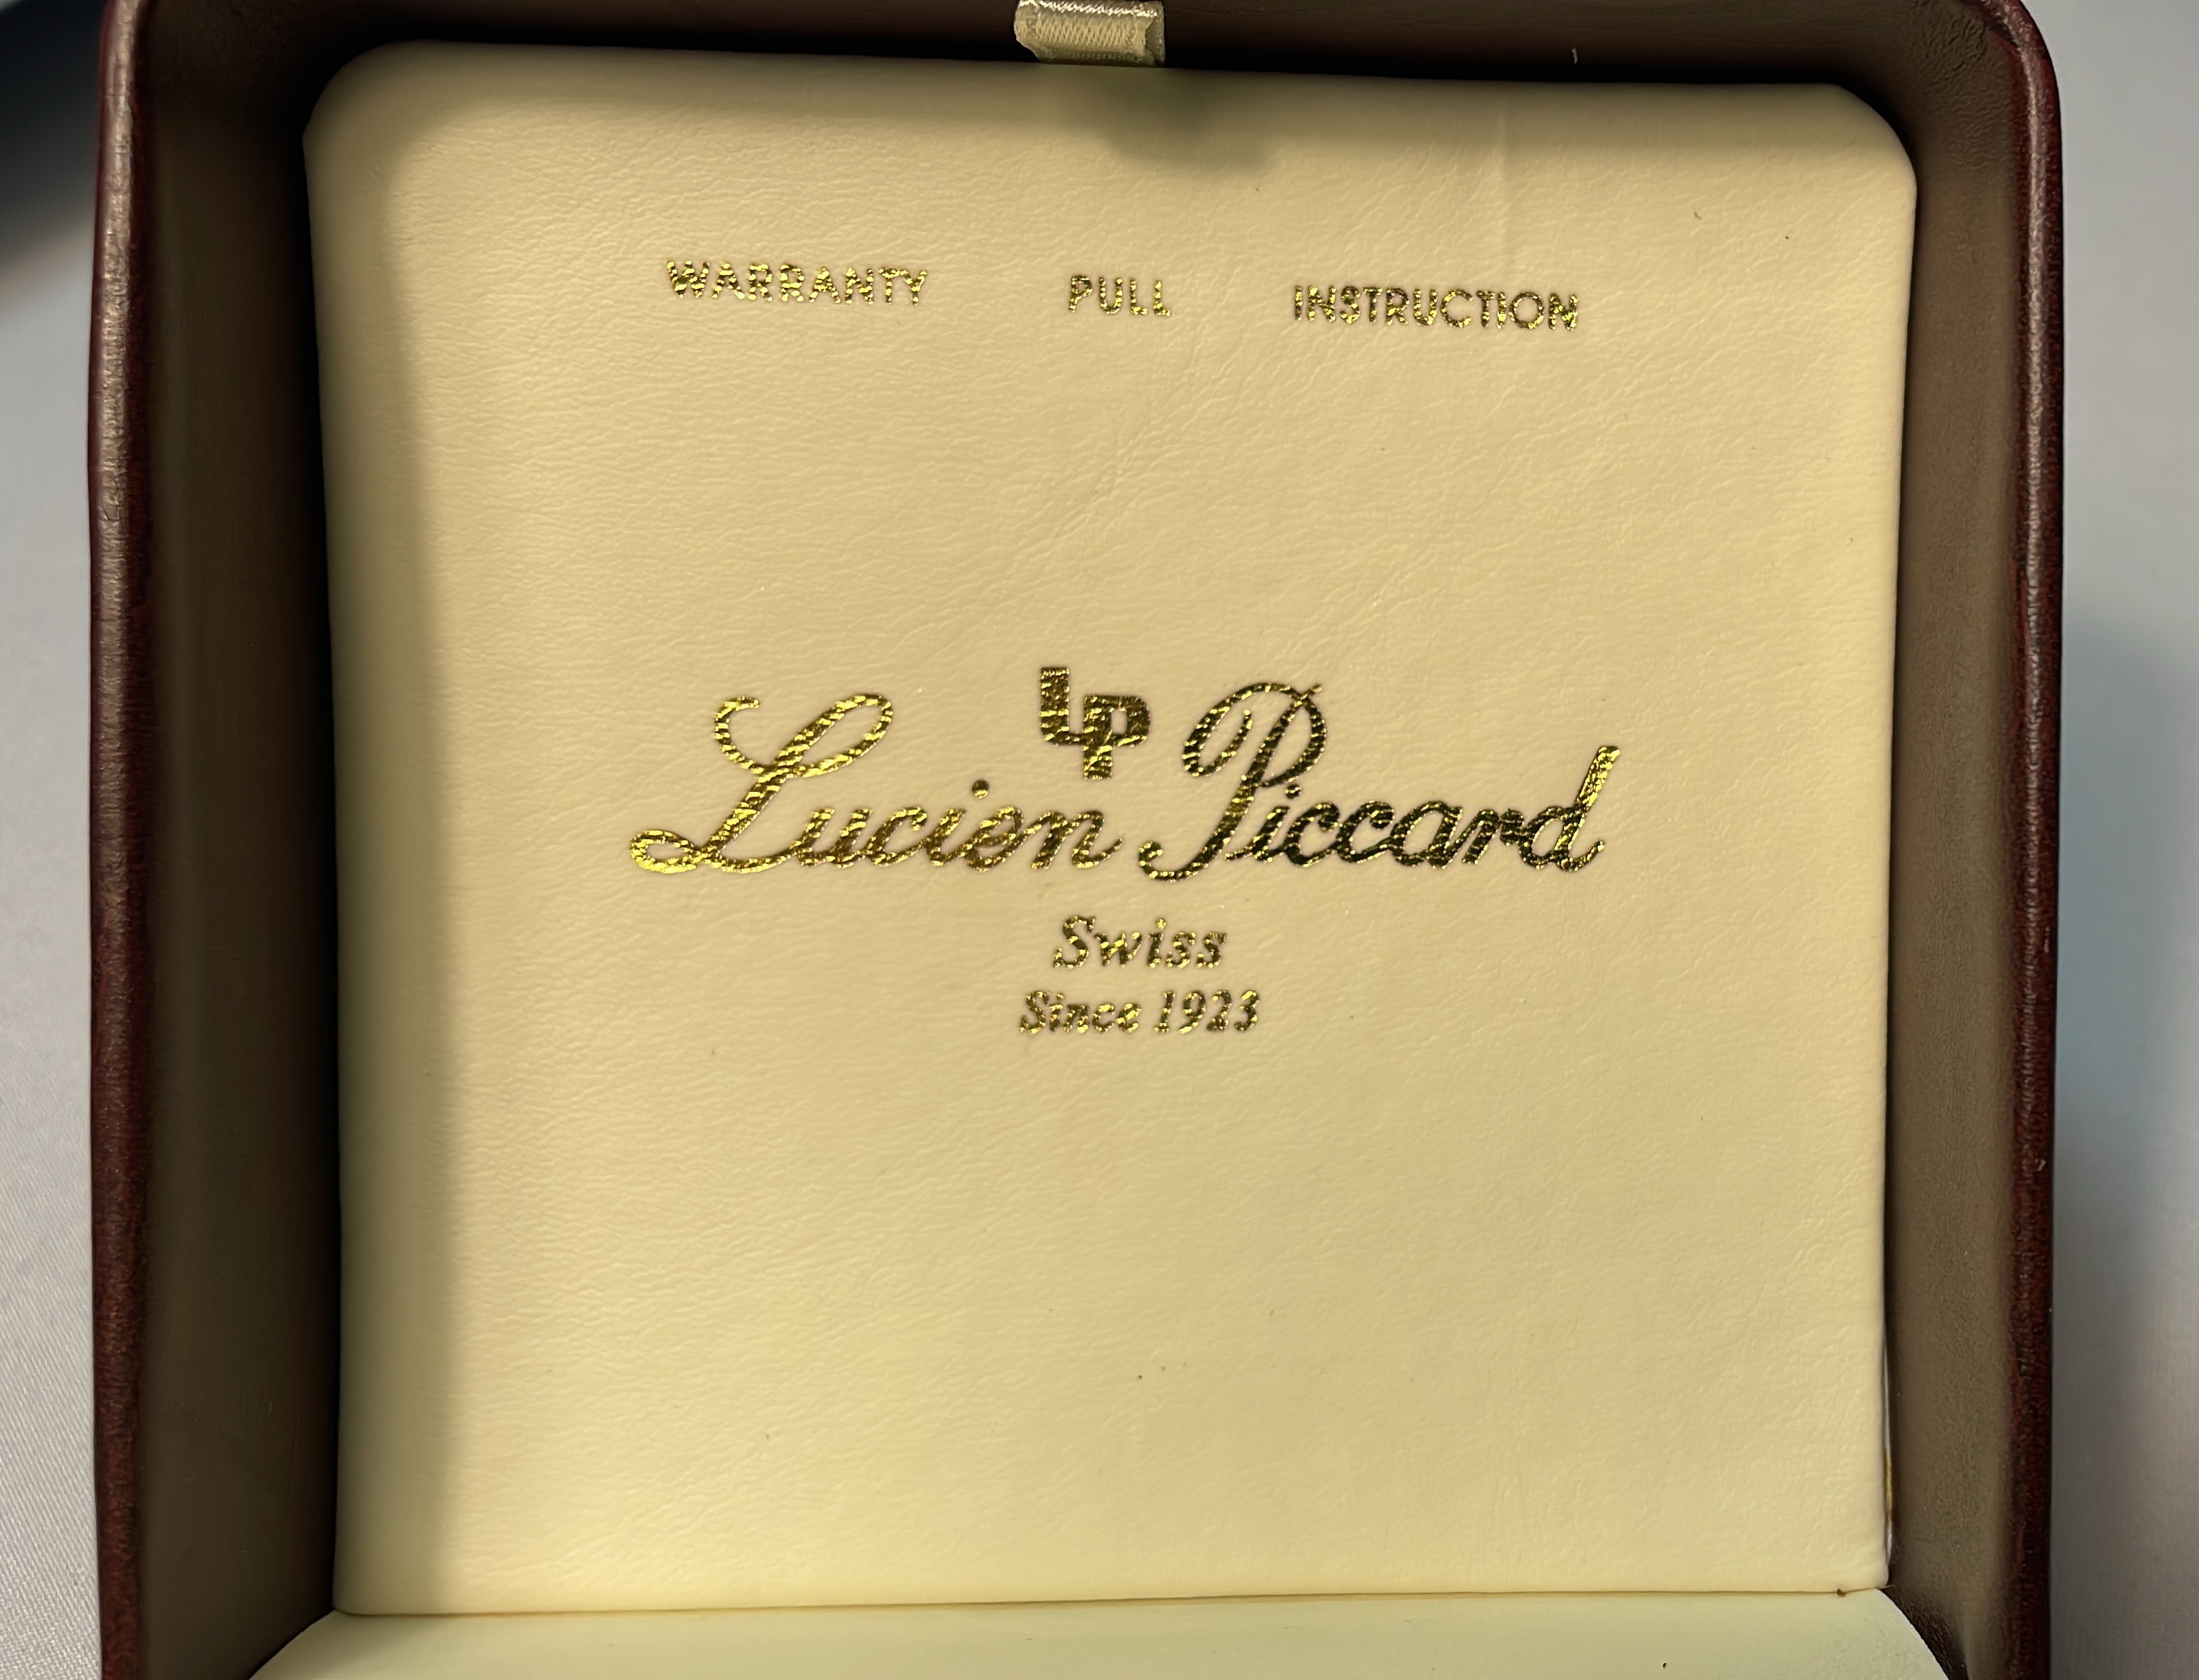 WARRANTY PULL INSTRUCTION
LP
Lucien Piccard
Swiss
Since 1923